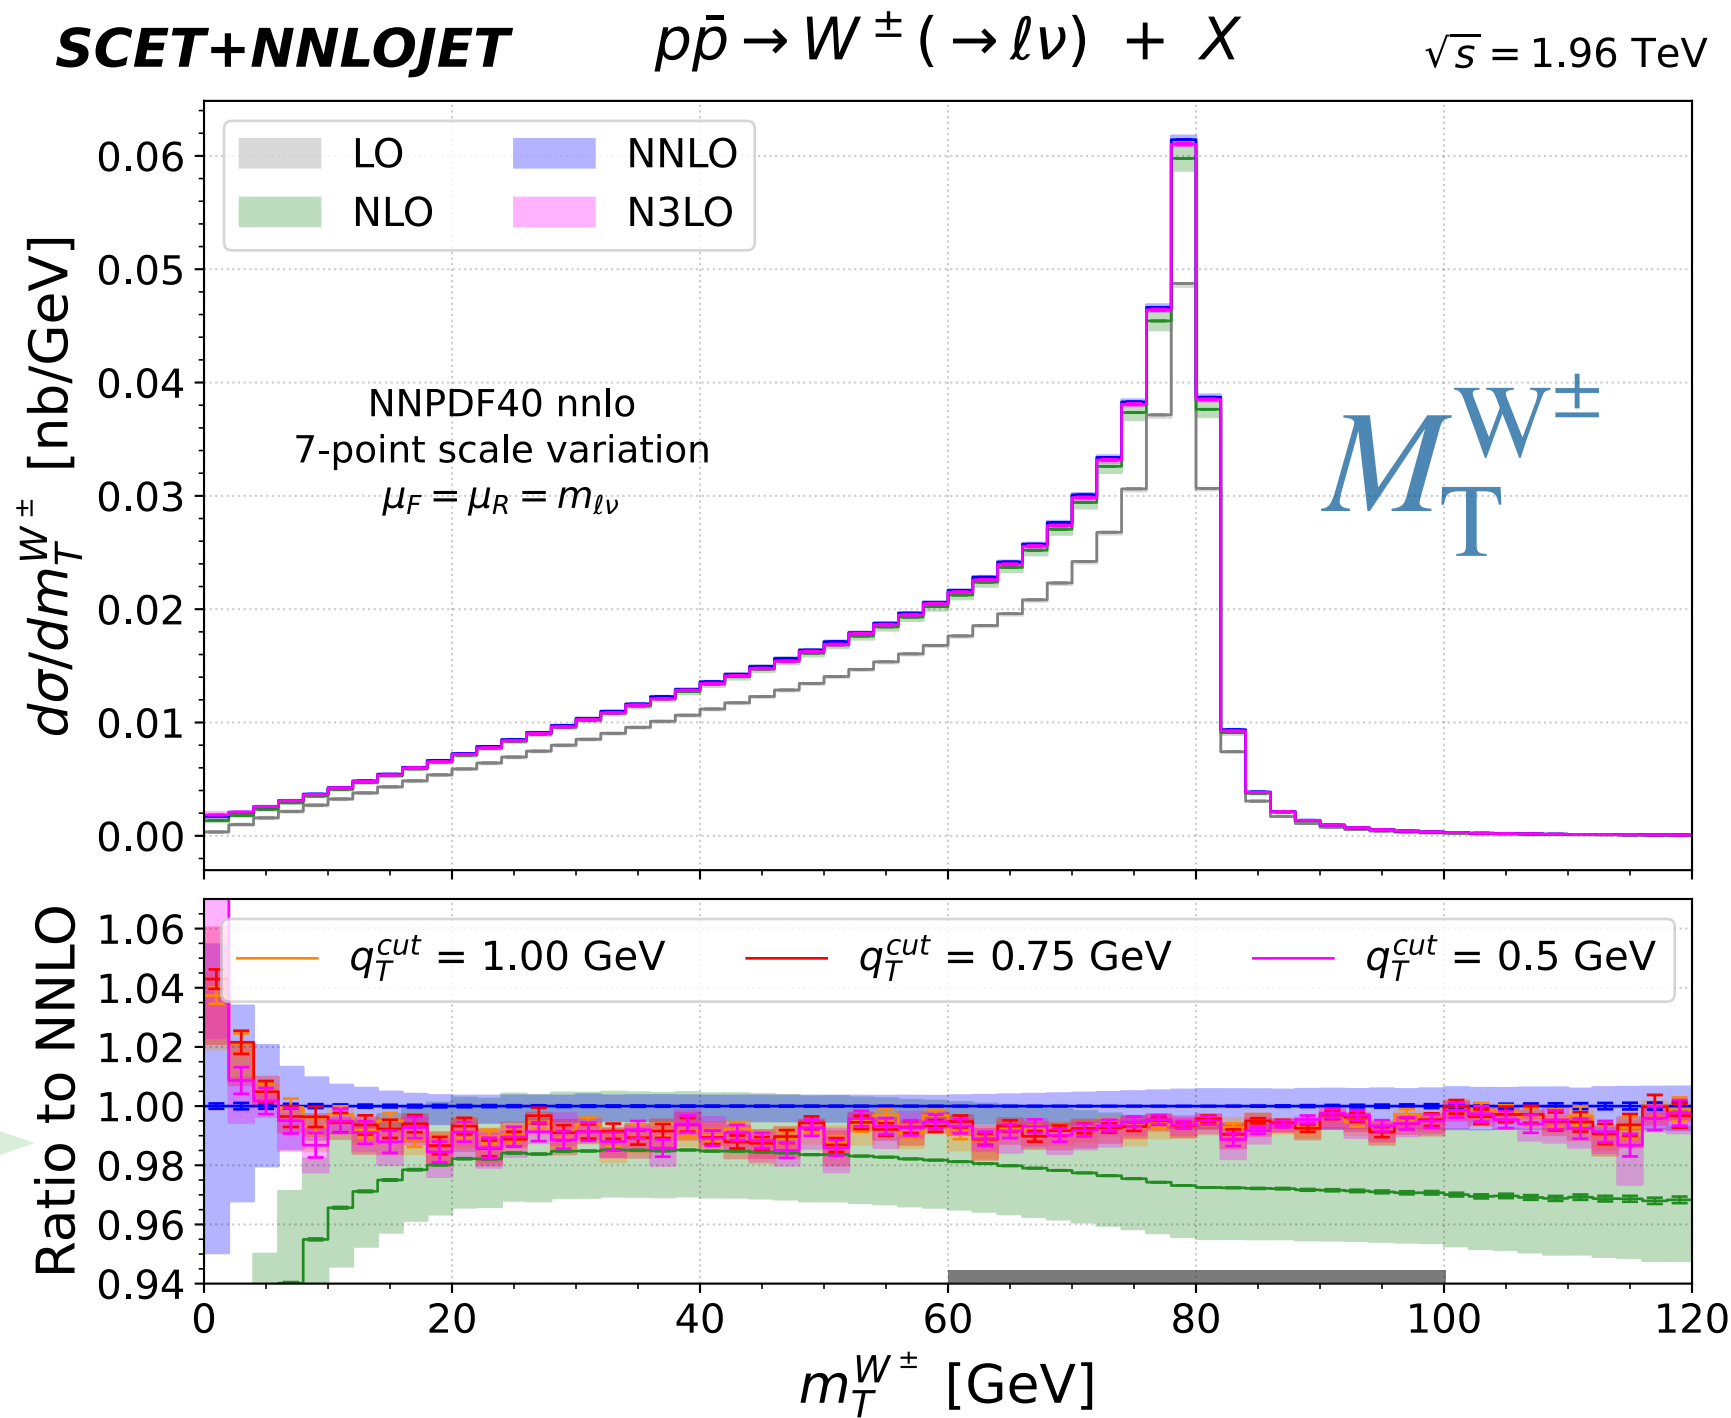 SCET+NNLOJET
pp̄ → W± (→ ℓν) + X
√s = 1.96 TeV
LO
NNLO
NLO
N3LO
NNPDF40 nnlo
7-point scale variation
μF = μR = mℓν
M_T^W±
dσ/dm_T^W± [nb/GeV]
0.06
0.05
0.04
0.03
0.02
0.01
0.00
Ratio to NNLO
q_T^cut = 1.00 GeV
q_T^cut = 0.75 GeV
q_T^cut = 0.5 GeV
1.06
1.04
1.02
1.00
0.98
0.96
0.94
0 20 40 60 80 100 120
m_T^W± [GeV]